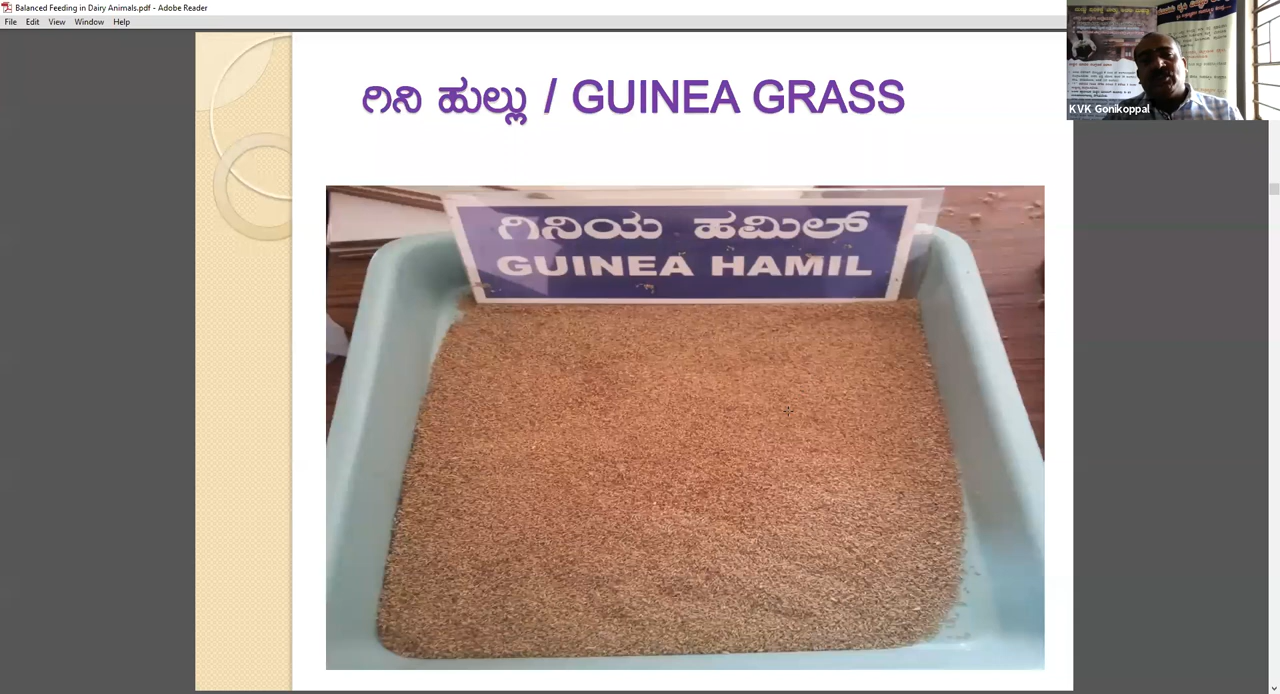 Balanced Feeding in Dairy Animals.pdf - Adobe Reader
File Edit View Window Help
ಗಿನಿ ಹುಲ್ಲು / GUINEA GRASS
ಗಿನಿಯ ಹಮಿಲ್
GUINEA HAMIL
KVK Gonikoppal